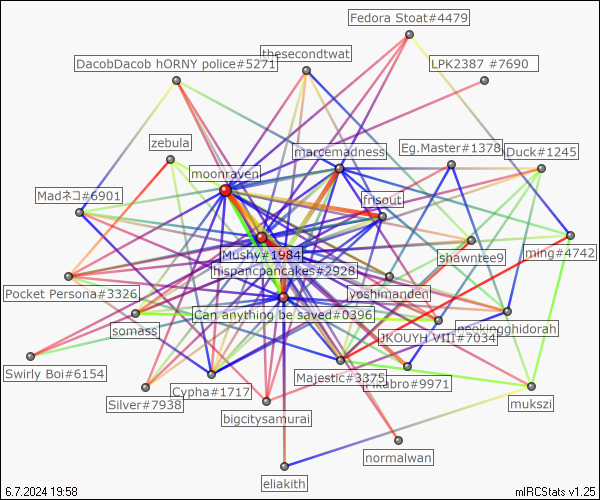 Fedora Stoat#4479
thesecondtwat
DacobDacob hORNY police#5271
LPK2387 #7690
zebula
marcemadness
Eg.Master#1378
Duck#1245
moonraven
Madネコ#6901
frisout
Mushy#1984
shawntee9
ming#4742
hispancpancakes#2928
Pocket Persona#3326
yoshimanden
Can anything be saved#0396
neokingghidorah
somass
JKOUYH VIII#7034
Swirly Boi#6154
Majestic#3375
#9971
Silver#7938
Cypha#1717
mukszi
bigcitysamurai
normalwan
eliakith
6.7.2024 19:58
mIRCStats v1.25